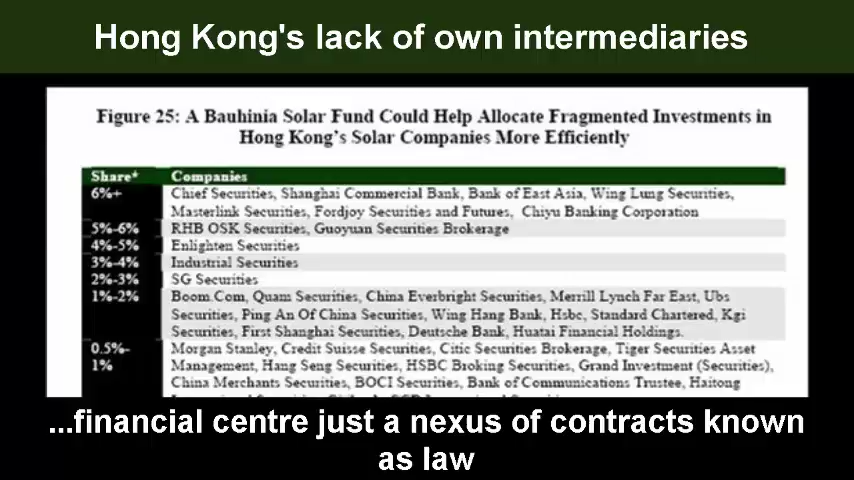 Hong Kong's lack of own intermediaries
Figure 25: A Bauhinia Solar Fund Could Help Allocate Fragmented Investments in
Hong Kong's Solar Companies More Efficiently
Share* Companies
6%+ Chief Securities, Shanghai Commercial Bank, Bank of East Asia, Wing Lung Securities,
Masterlink Securities, Fordjoy Securities and Futures, Chiyu Banking Corporation
5%-6% RHB OSK Securities, Guoyuan Securities Brokerage
4%-5% Enlighten Securities
3%-4% Industrial Securities
2%-3% SG Securities
1%-2% Boom.Com, Quam Securities, China Everbright Securities, Merrill Lynch Far East, Ubs
Securities, Ping An Of China Securities, Wing Hang Bank, Hsbc, Standard Chartered, Kgi
Securities, First Shanghai Securities, Deutsche Bank, Huatai Financial Holdings.
0.5%- Morgan Stanley, Credit Suisse Securities, Citic Securities Brokerage, Tiger Securities Asset
1% Management, Hang Seng Securities, HSBC Broking Securities, Grand Investment (Securities),
China Merchants Securities, BOCI Securities, Bank of Communications Trustee, Haitong
...financial centre just a nexus of contracts known
as law